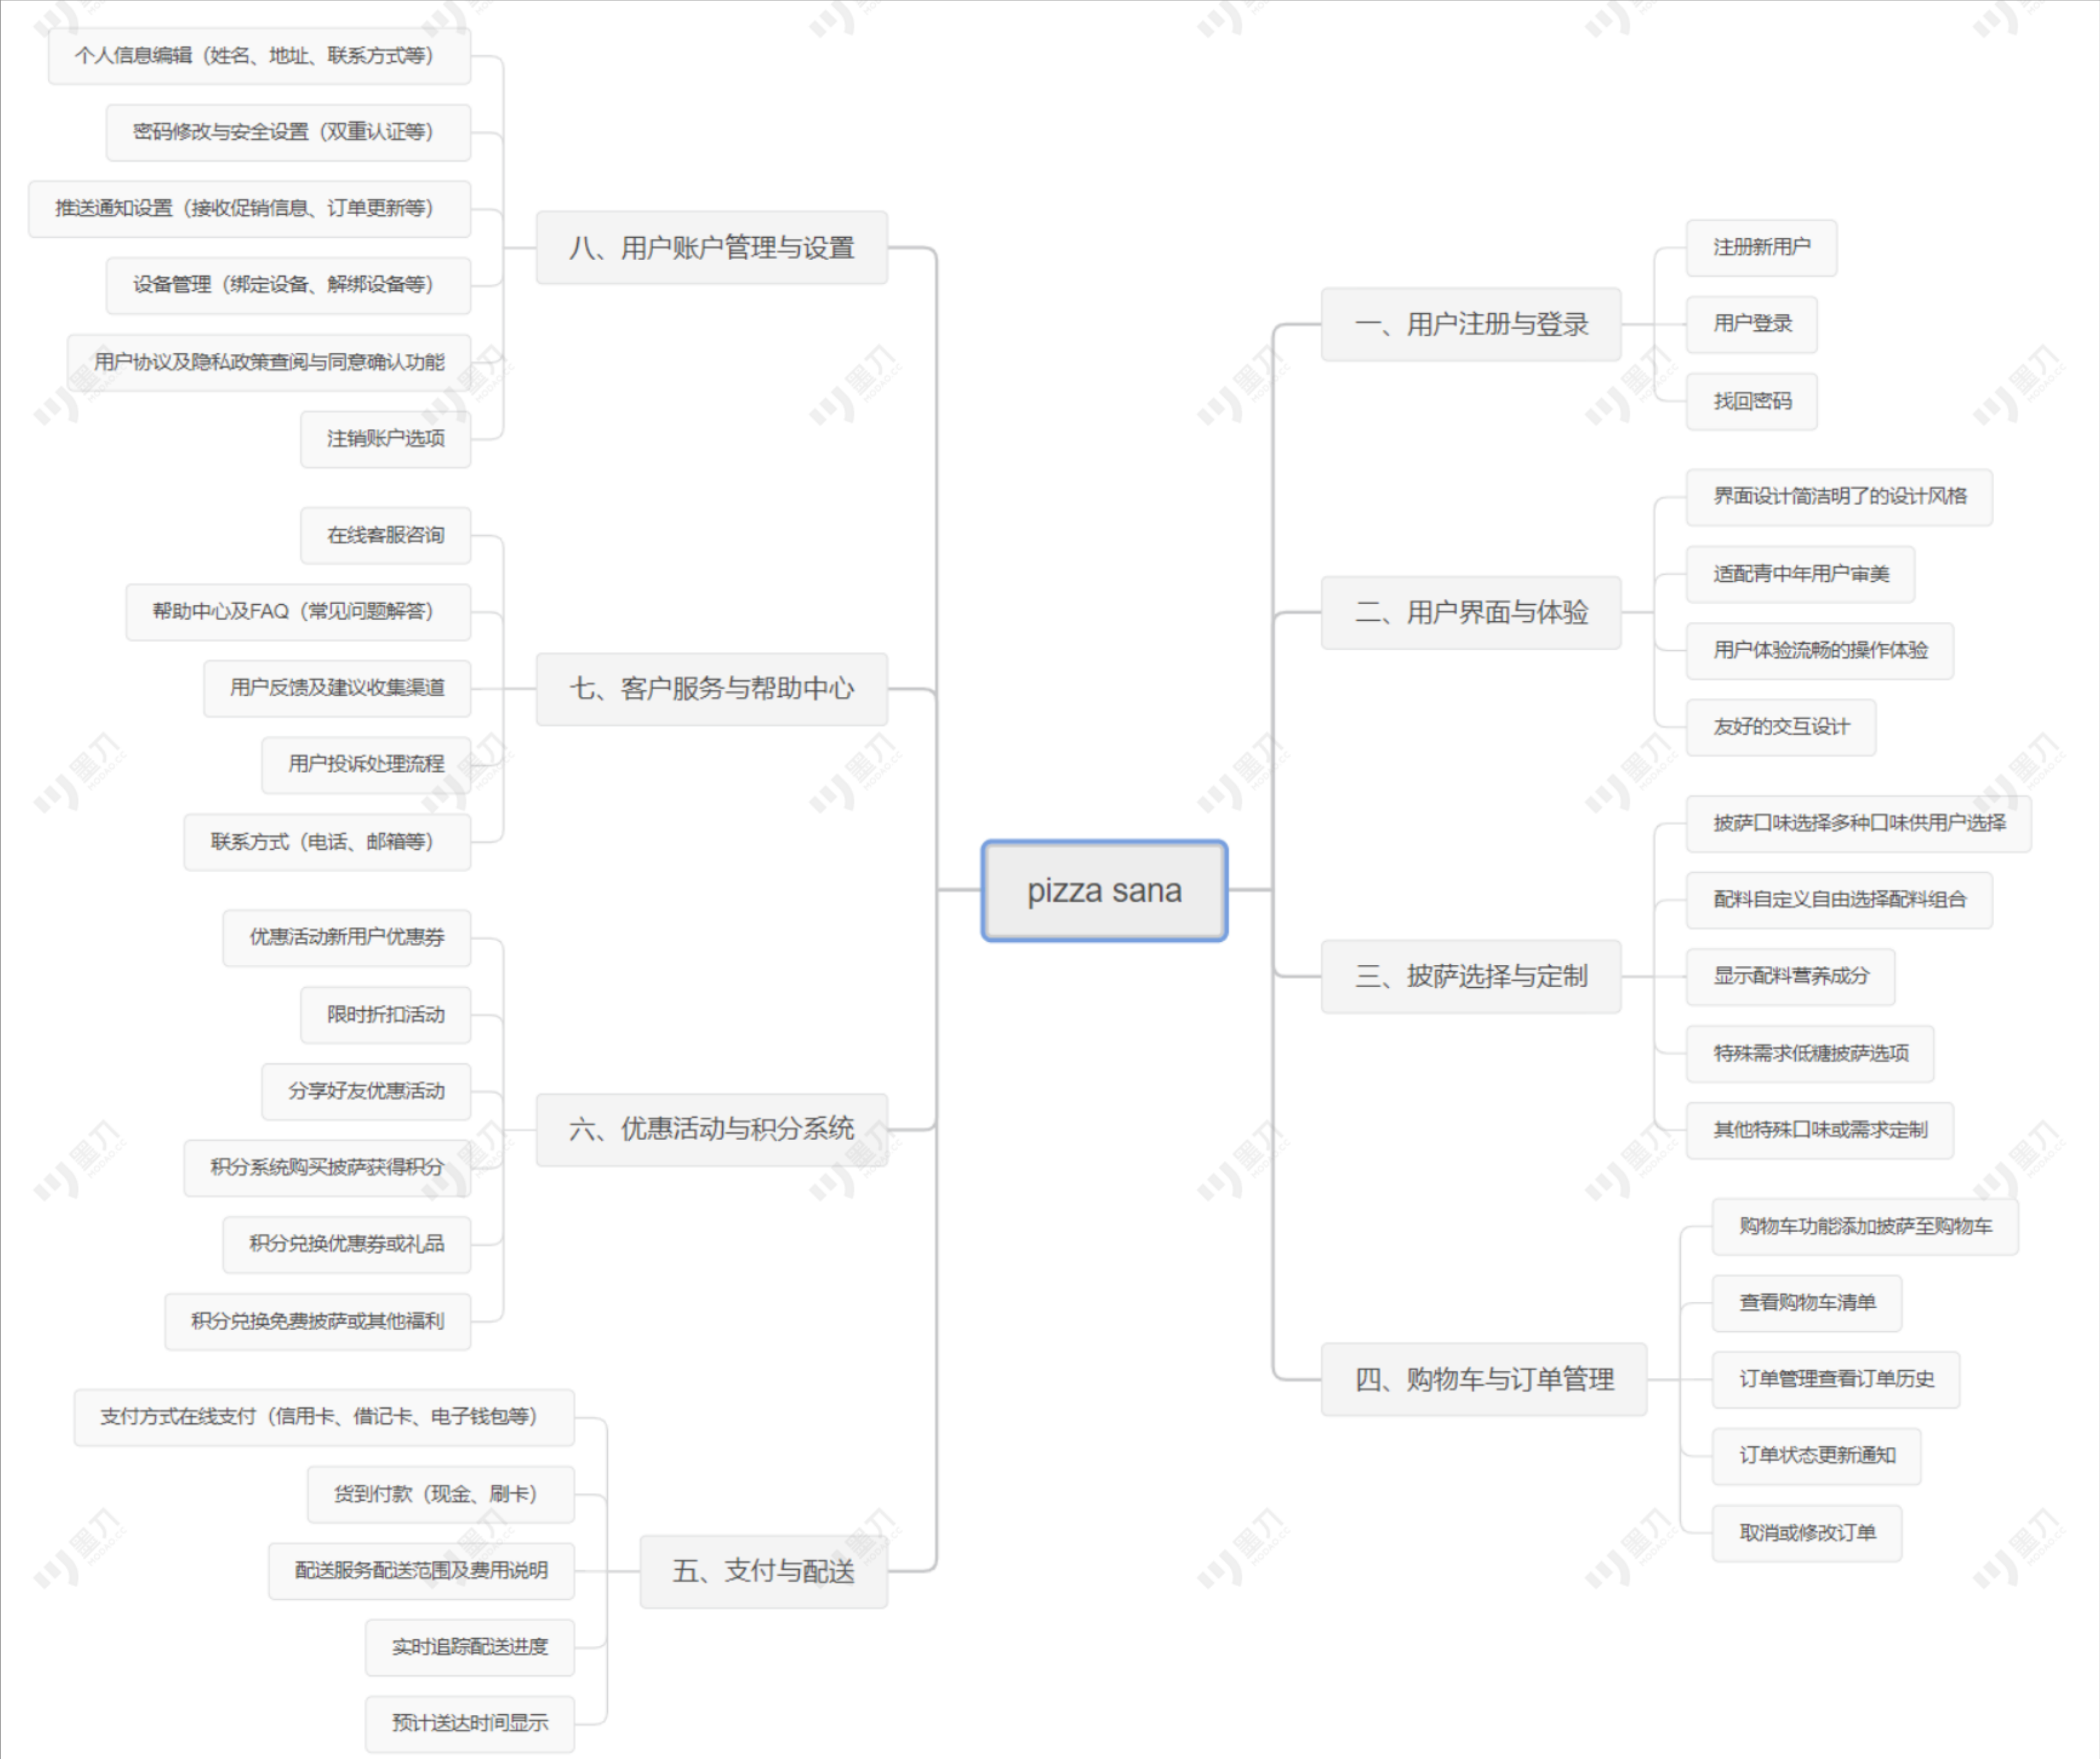 pizza sana
一、用户注册与登录
注册新用户
用户登录
找回密码
二、用户界面与体验
界面设计简洁明了的设计风格
适配青中年用户审美
用户体验流畅的操作体验
友好的交互设计
三、披萨选择与定制
披萨口味选择多种口味供用户选择
配料自定义自由选择配料组合
显示配料营养成分
特殊需求低糖披萨选项
其他特殊口味或需求定制
四、购物车与订单管理
购物车功能添加披萨至购物车
查看购物车清单
订单管理查看订单历史
订单状态更新通知
取消或修改订单
五、支付与配送
支付方式在线支付（信用卡、借记卡、电子钱包等）
货到付款（现金、刷卡）
配送服务配送范围及费用说明
实时追踪配送进度
预计送达时间显示
六、优惠活动与积分系统
优惠活动新用户优惠券
限时折扣活动
分享好友优惠活动
积分系统购买披萨获得积分
积分兑换优惠券或礼品
积分兑换免费披萨或其他福利
七、客户服务与帮助中心
在线客服咨询
帮助中心及FAQ（常见问题解答）
用户反馈及建议收集渠道
用户投诉处理流程
联系方式（电话、邮箱等）
八、用户账户管理与设置
个人信息编辑（姓名、地址、联系方式等）
密码修改与安全设置（双重认证等）
推送通知设置（接收促销信息、订单更新等）
设备管理（绑定设备、解绑设备等）
用户协议及隐私政策查阅与同意确认功能
注销账户选项
墨刀
MODAO.CC